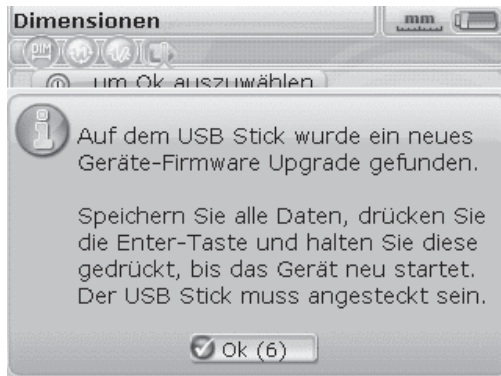 Dimensionen
mm
DIM
um Ok auszuwählen
Auf dem USB Stick wurde ein neues
Geräte-Firmware Upgrade gefunden.
Speichern Sie alle Daten, drücken Sie
die Enter-Taste und halten Sie diese
gedrückt, bis das Gerät neu startet.
Der USB Stick muss angesteckt sein.
Ok (6)